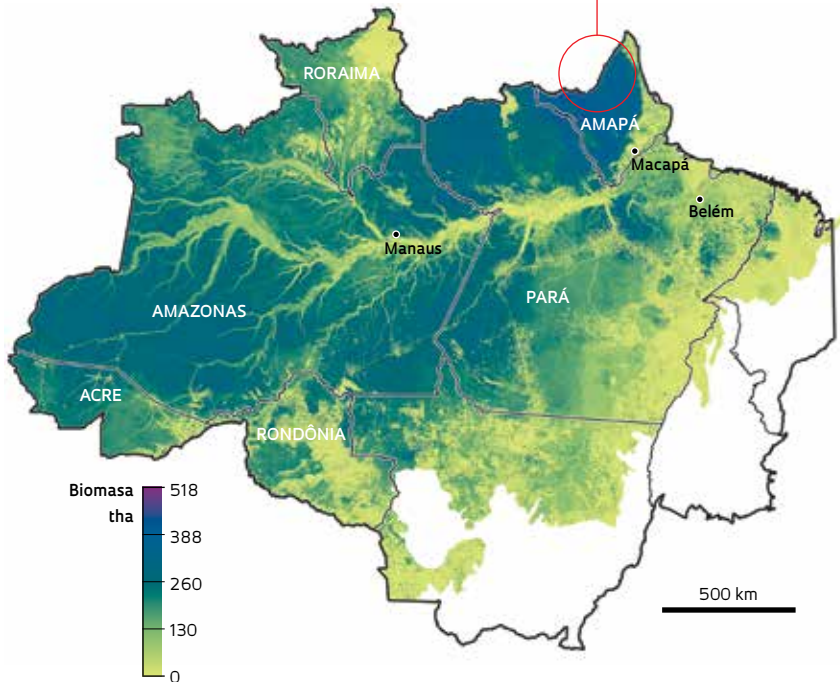 RORAIMA
AMAPÁ
Macapá
Belém
Manaus
AMAZONAS
PARÁ
ACRE
RONDÔNIA
Biomasa
tha
518
388
260
130
0
500 km